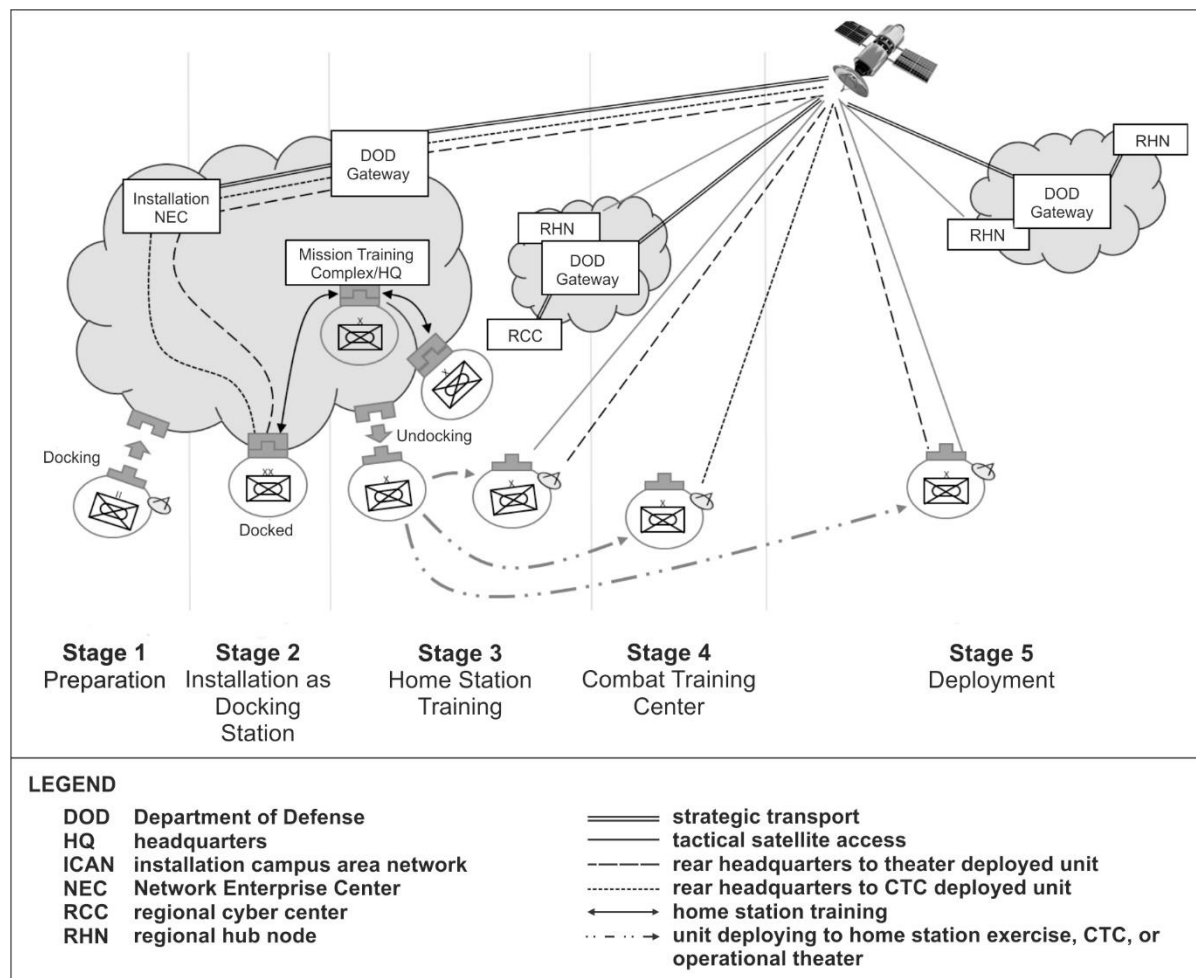 DOD
Gateway
Installation
NEC
Mission Training
Complex/HQ
X
X
RHN
DOD
Gateway
RCC
RHN
DOD
Gateway
RHN
Docking
II
XX
Docked
Undocking
X
X
X
X
Stage 1
Preparation
Stage 2
Installation as
Docking
Station
Stage 3
Home Station
Training
Stage 4
Combat Training
Center
Stage 5
Deployment
LEGEND
DOD Department of Defense
HQ headquarters
ICAN installation campus area network
NEC Network Enterprise Center
RCC regional cyber center
RHN regional hub node
strategic transport
tactical satellite access
rear headquarters to theater deployed unit
rear headquarters to CTC deployed unit
home station training
unit deploying to home station exercise, CTC, or
operational theater